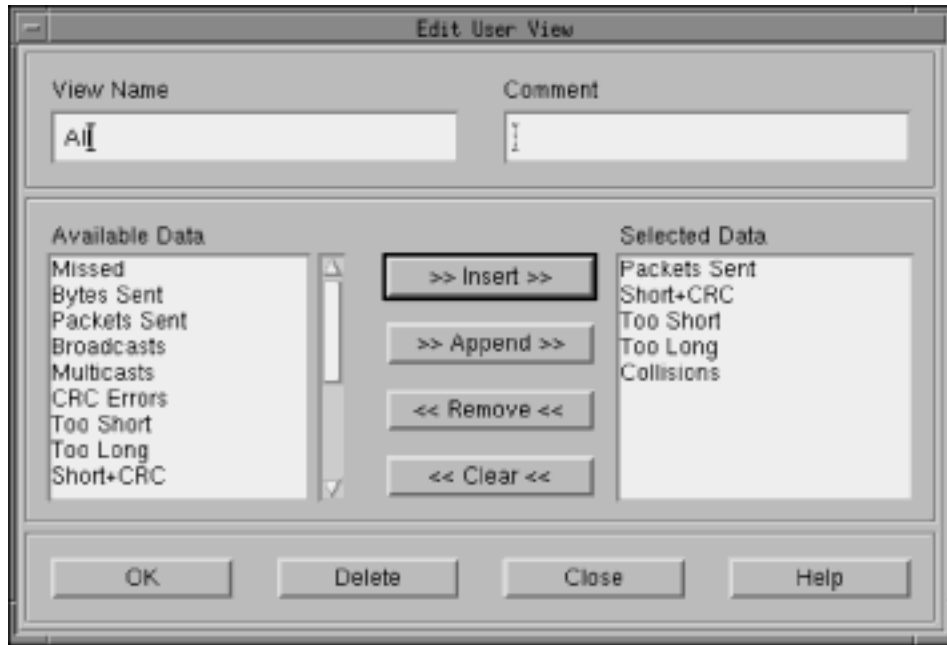 Edit User View
View Name
Comment
All
Available Data
Selected Data
Missed
Bytes Sent
Packets Sent
Broadcasts
Multicasts
CRC Errors
Too Short
Too Long
Short+CRC
>> Insert >>
>> Append >>
<< Remove <<
<< Clear <<
Packets Sent
Short+CRC
Too Short
Too Long
Collisions
OK
Delete
Close
Help